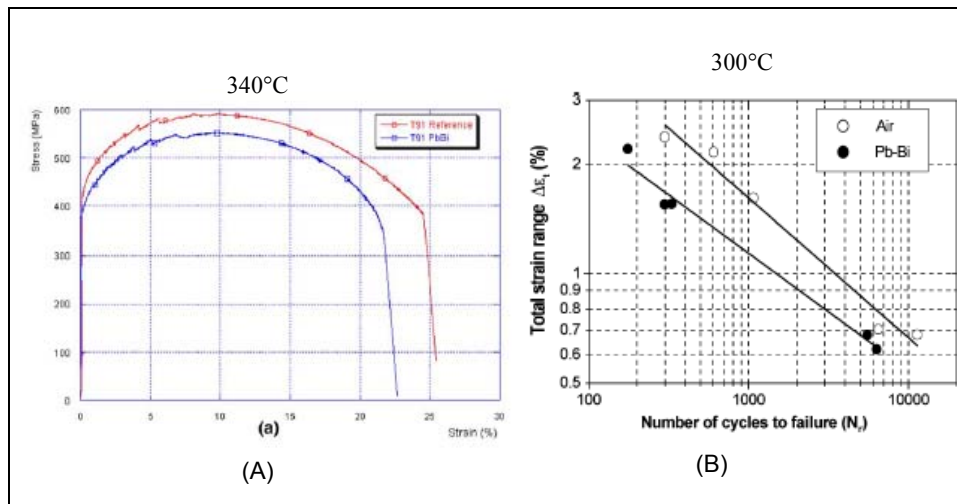 340°C
600
500
400
300
200
100
0
Stress (MPa)
T91 Reference
T91 PbBi
0
5
10
15
20
25
30
(a)
Strain (%)
(A)
300°C
3
2
1
0.9
0.8
0.7
0.6
0.5
Total strain range Δεt (%)
Air
Pb-Bi
100
1000
10000
Number of cycles to failure (Nr)
(B)